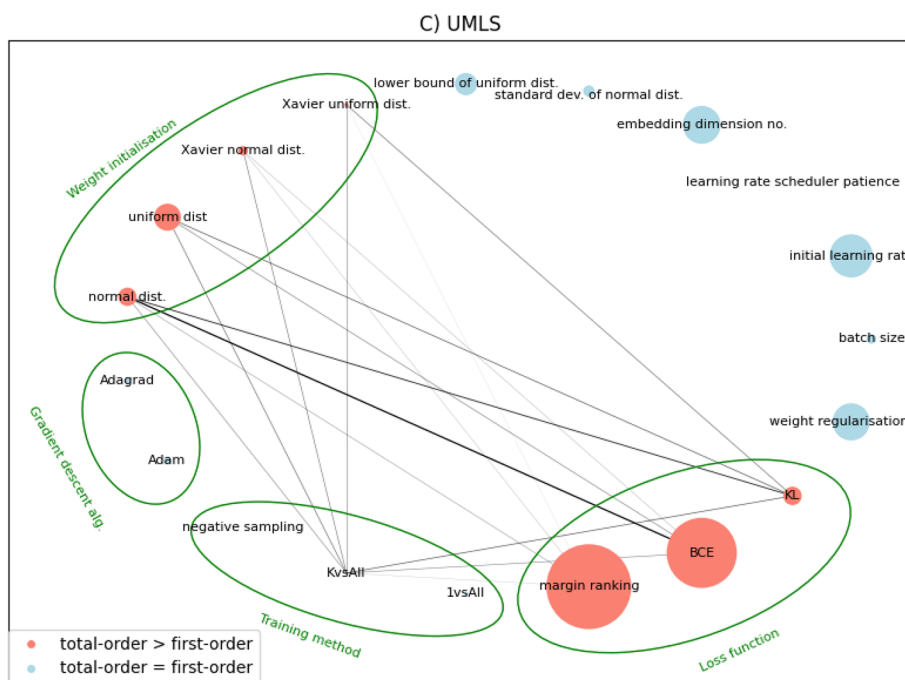 C) UMLS
lower bound of uniform dist.
standard dev. of normal dist.
Xavier uniform dist.
embedding dimension no.
Weight initialisation
Xavier normal dist.
learning rate scheduler patience
uniform dist
initial learning rat
normal dist.
batch size
Adagrad
weight regularisation
Gradient descent alg.
Adam
KL
negative sampling
BCE
KvsAll
margin ranking
1vsAll
Training method
Loss function
total-order > first-order
total-order = first-order